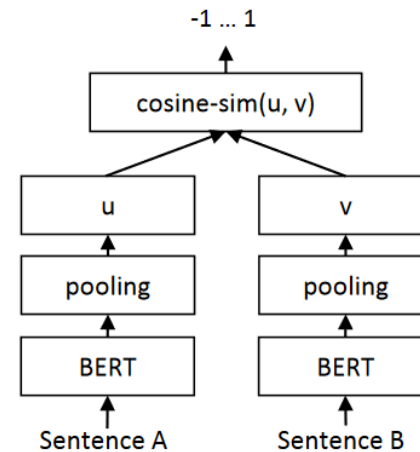 -1 … 1
cosine-sim(u, v)
u
v
pooling
pooling
BERT
BERT
Sentence A
Sentence B